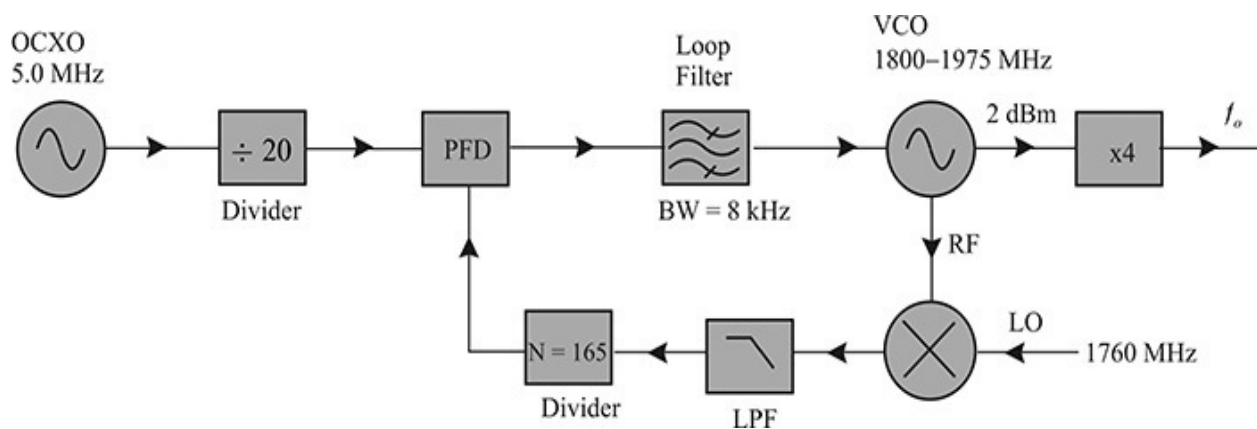 OCXO
5.0 MHz
÷ 20
Divider
PFD
Loop
Filter
BW = 8 kHz
VCO
1800–1975 MHz
2 dBm
x4
fₒ
RF
LO
1760 MHz
LPF
N = 165
Divider